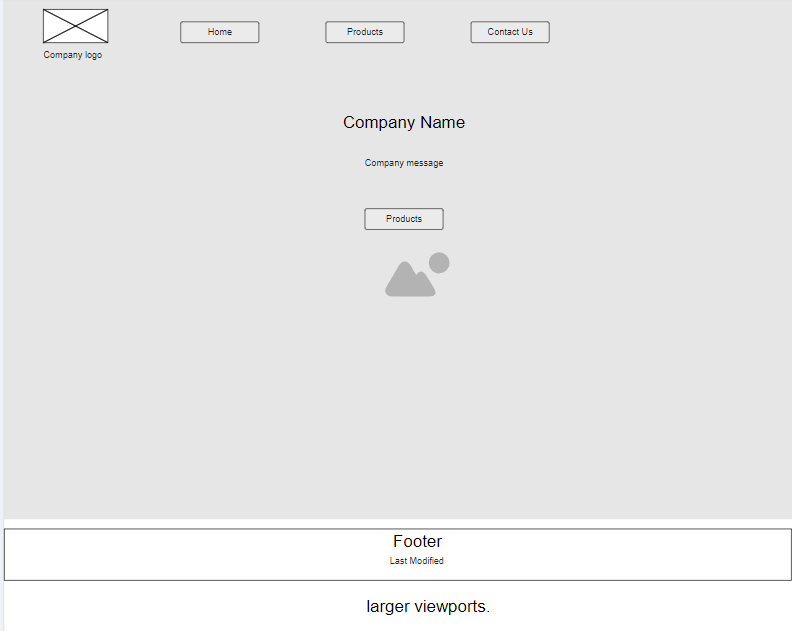 Home
Products
Contact Us
Company logo
Company Name
Company message
Products
Footer
Last Modified
larger viewports.